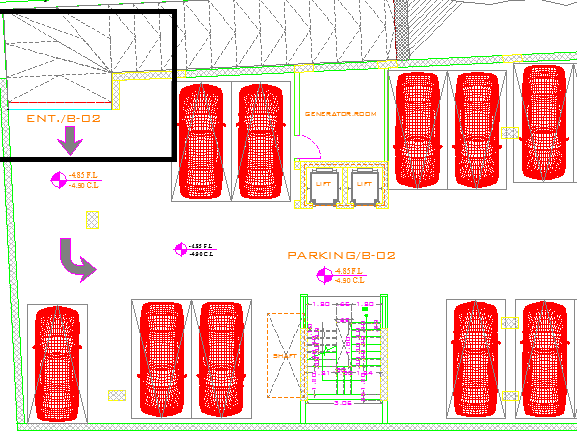 GENERATOR.ROOM
ENT./B-02
-4.85 F.L
-4.90 C.L
LIFT
LIFT
-4.85 F.L
-4.90 C.L
PARKING/B-02
-4.85 F.L
-4.90 C.L
SHAFT